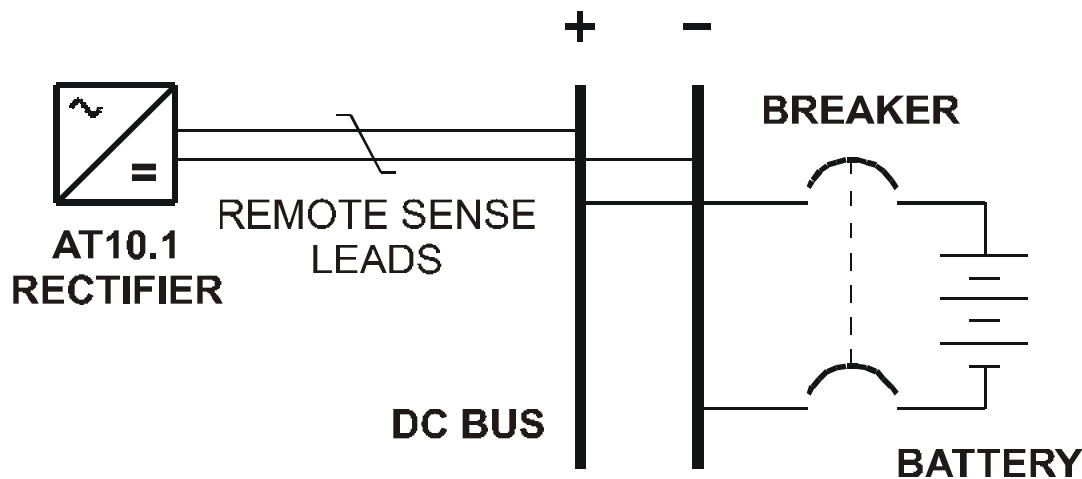 + −
BREAKER
REMOTE SENSE
LEADS
AT10.1
RECTIFIER
DC BUS
BATTERY